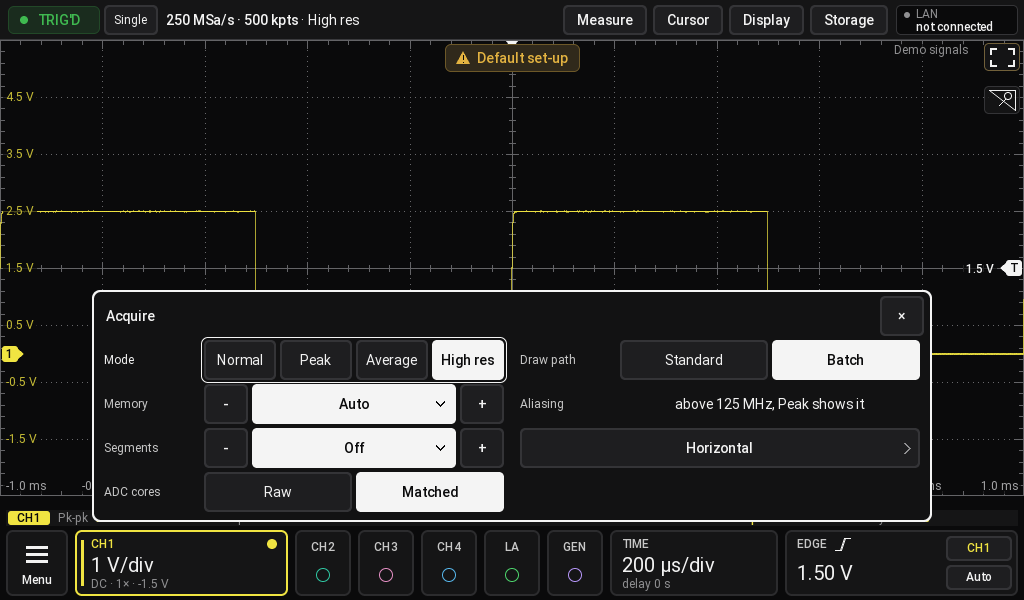 TRIG'D
Single
250 MSa/s · 500 kpts · High res
Measure
Cursor
Display
Storage
LAN
not connected
Default set-up
Demo signals
4.5 V
3.5 V
2.5 V
1.5 V
1.5 V
T
0.5 V
1
-0.5 V
-1.5 V
-1.0 ms
1.0 ms
Acquire
×
Mode
Normal
Peak
Average
High res
Draw path
Standard
Batch
Memory
-
Auto
+
Aliasing
above 125 MHz, Peak shows it
Segments
-
Off
+
Horizontal
ADC cores
Raw
Matched
CH1
Pk-pk
Menu
CH1
1 V/div
DC · 1× · -1.5 V
CH2
CH3
CH4
LA
GEN
TIME
200 µs/div
delay 0 s
EDGE
1.50 V
CH1
Auto